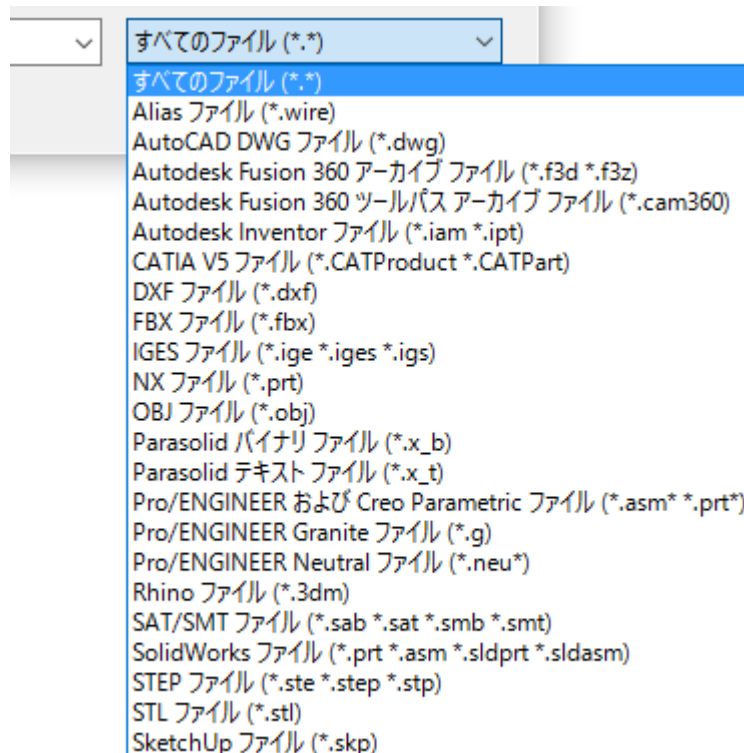 すべてのファイル (*.*)
すべてのファイル (*.*)
Alias ファイル (*.wire)
AutoCAD DWG ファイル (*.dwg)
Autodesk Fusion 360 アーカイブ ファイル (*.f3d *.f3z)
Autodesk Fusion 360 ツールパス アーカイブ ファイル (*.cam360)
Autodesk Inventor ファイル (*.iam *.ipt)
CATIA V5 ファイル (*.CATProduct *.CATPart)
DXF ファイル (*.dxf)
FBX ファイル (*.fbx)
IGES ファイル (*.ige *.iges *.igs)
NX ファイル (*.prt)
OBJ ファイル (*.obj)
Parasolid バイナリ ファイル (*.x_b)
Parasolid テキスト ファイル (*.x_t)
Pro/ENGINEER および Creo Parametric ファイル (*.asm* *.prt*)
Pro/ENGINEER Granite ファイル (*.g)
Pro/ENGINEER Neutral ファイル (*.neu*)
Rhino ファイル (*.3dm)
SAT/SMT ファイル (*.sab *.sat *.smb *.smt)
SolidWorks ファイル (*.prt *.asm *.sldprt *.sldasm)
STEP ファイル (*.ste *.step *.stp)
STL ファイル (*.stl)
SketchUp ファイル (*.skp)